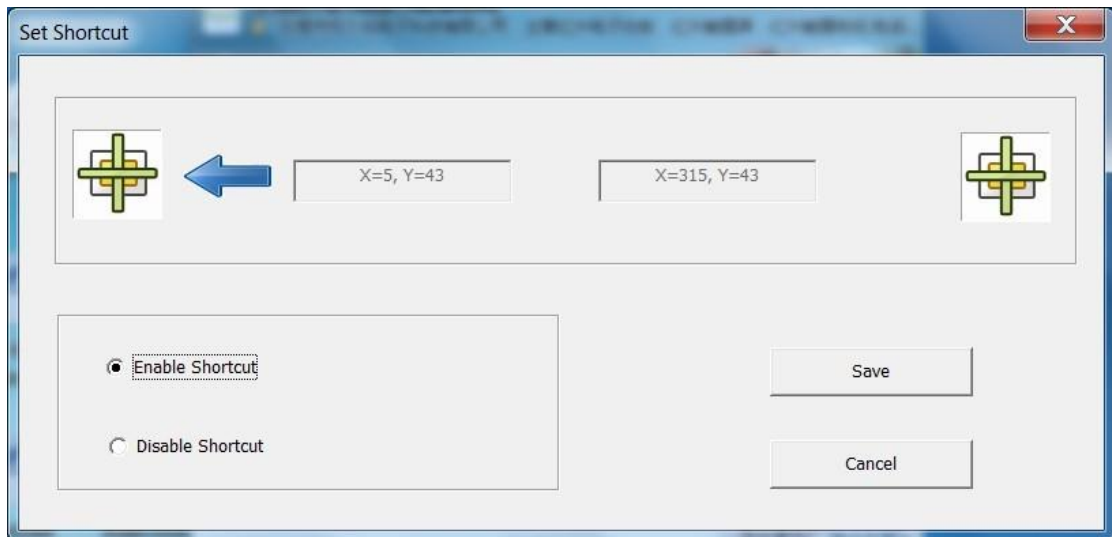 Set Shortcut
X=5, Y=43
X=315, Y=43
Enable Shortcut
Save
Disable Shortcut
Cancel